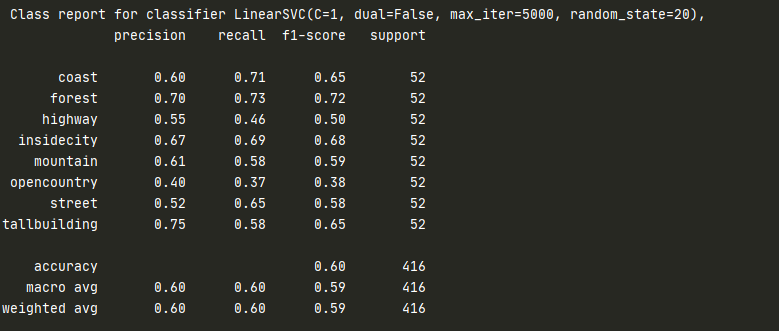 Class report for classifier LinearSVC(C=1, dual=False, max_iter=5000, random_state=20),
precision recall f1-score support
coast 0.60 0.71 0.65 52
forest 0.70 0.73 0.72 52
highway 0.55 0.46 0.50 52
insidecity 0.67 0.69 0.68 52
mountain 0.61 0.58 0.59 52
opencountry 0.40 0.37 0.38 52
street 0.52 0.65 0.58 52
tallbuilding 0.75 0.58 0.65 52
accuracy 0.60 416
macro avg 0.60 0.60 0.59 416
weighted avg 0.60 0.60 0.59 416